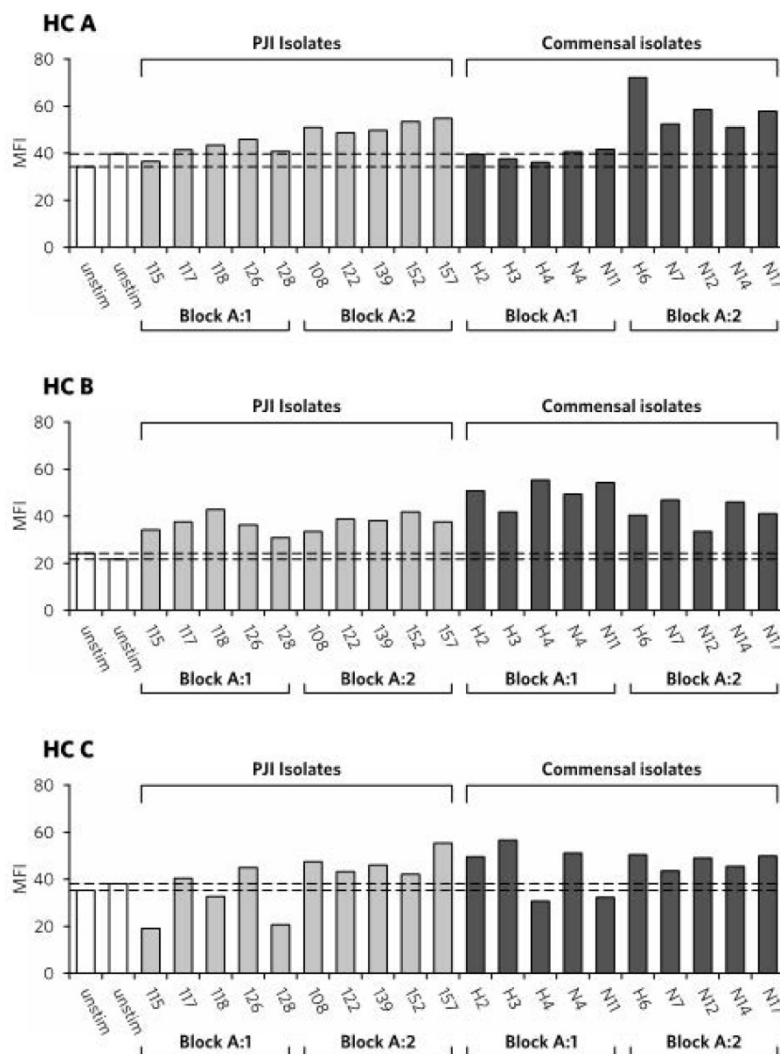 HC A
PJI Isolates Commensal isolates
80
60
40
20
0
MFI
unstim unstim 115 117 118 126 128 108 122 139 152 157 H2 H3 H4 N4 N11 H6 N7 N12 N14
Block A:1 Block A:2 Block A:1 Block A:2
HC B
PJI Isolates Commensal isolates
80
60
40
20
0
MFI
unstim unstim 115 117 118 126 128 108 122 139 152 157 H2 H3 H4 N4 N11 H6 N7 N12 N14
Block A:1 Block A:2 Block A:1 Block A:2
HC C
PJI Isolates Commensal isolates
80
60
40
20
0
MFI
unstim unstim 115 117 118 126 128 108 122 139 152 157 H2 H3 H4 N4 N11 H6 N7 N12 N14
Block A:1 Block A:2 Block A:1 Block A:2